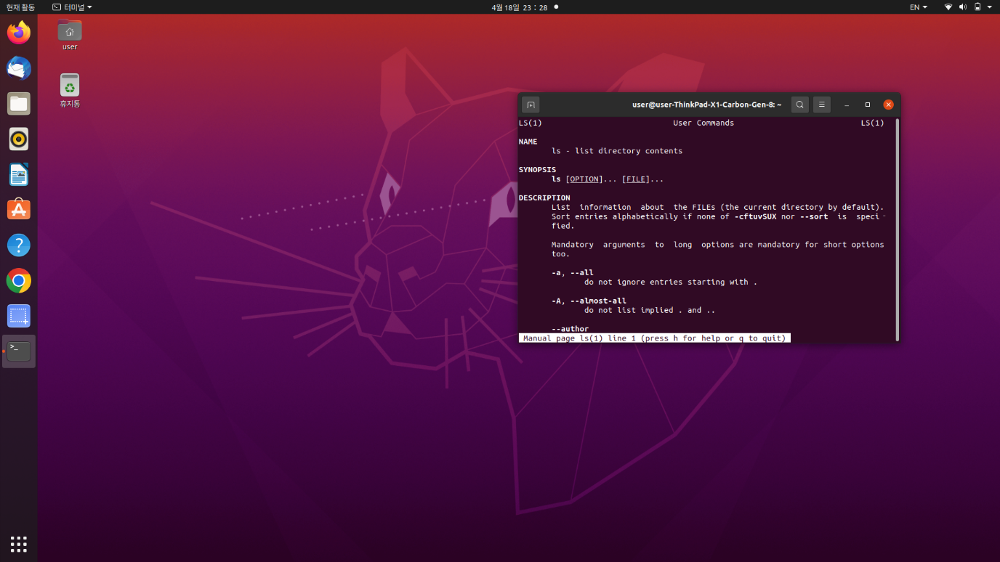 현재 활동 터미널 4월 18일 23 : 28 EN
user
휴지통
user@user-ThinkPad-X1-Carbon-Gen-8: ~
LS(1) User Commands LS(1)
NAME
ls - list directory contents
SYNOPSIS
ls [OPTION]... [FILE]...
DESCRIPTION
List information about the FILEs (the current directory by default).
Sort entries alphabetically if none of -cftuvSUX nor --sort is speci‐
fied.
Mandatory arguments to long options are mandatory for short options
too.
-a, --all
do not ignore entries starting with .
-A, --almost-all
do not list implied . and ..
--author
Manual page ls(1) line 1 (press h for help or q to quit)